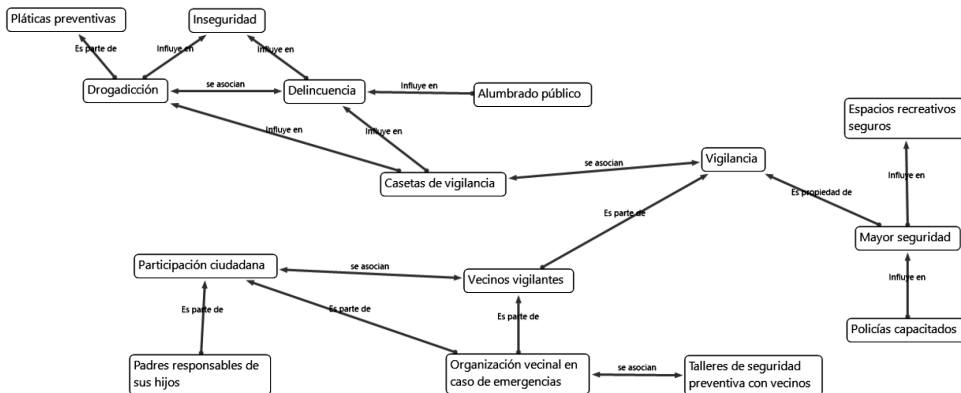 Pláticas preventivas
Inseguridad
Es parte de
Influye en
Influye en
Drogadicción
se asocian
Delincuencia
Influye en
Alumbrado público
Espacios recreativos
seguros
Influye en
Influye en
Casetas de vigilancia
se asocian
Vigilancia
Influye en
Es propiedad de
Es parte de
Mayor seguridad
Participación ciudadana
se asocian
Vecinos vigilantes
Influye en
Es parte de
Es parte de
Es parte de
Policías capacitados
Padres responsables de
sus hijos
Organización vecinal en
caso de emergencias
se asocian
Talleres de seguridad
preventiva con vecinos